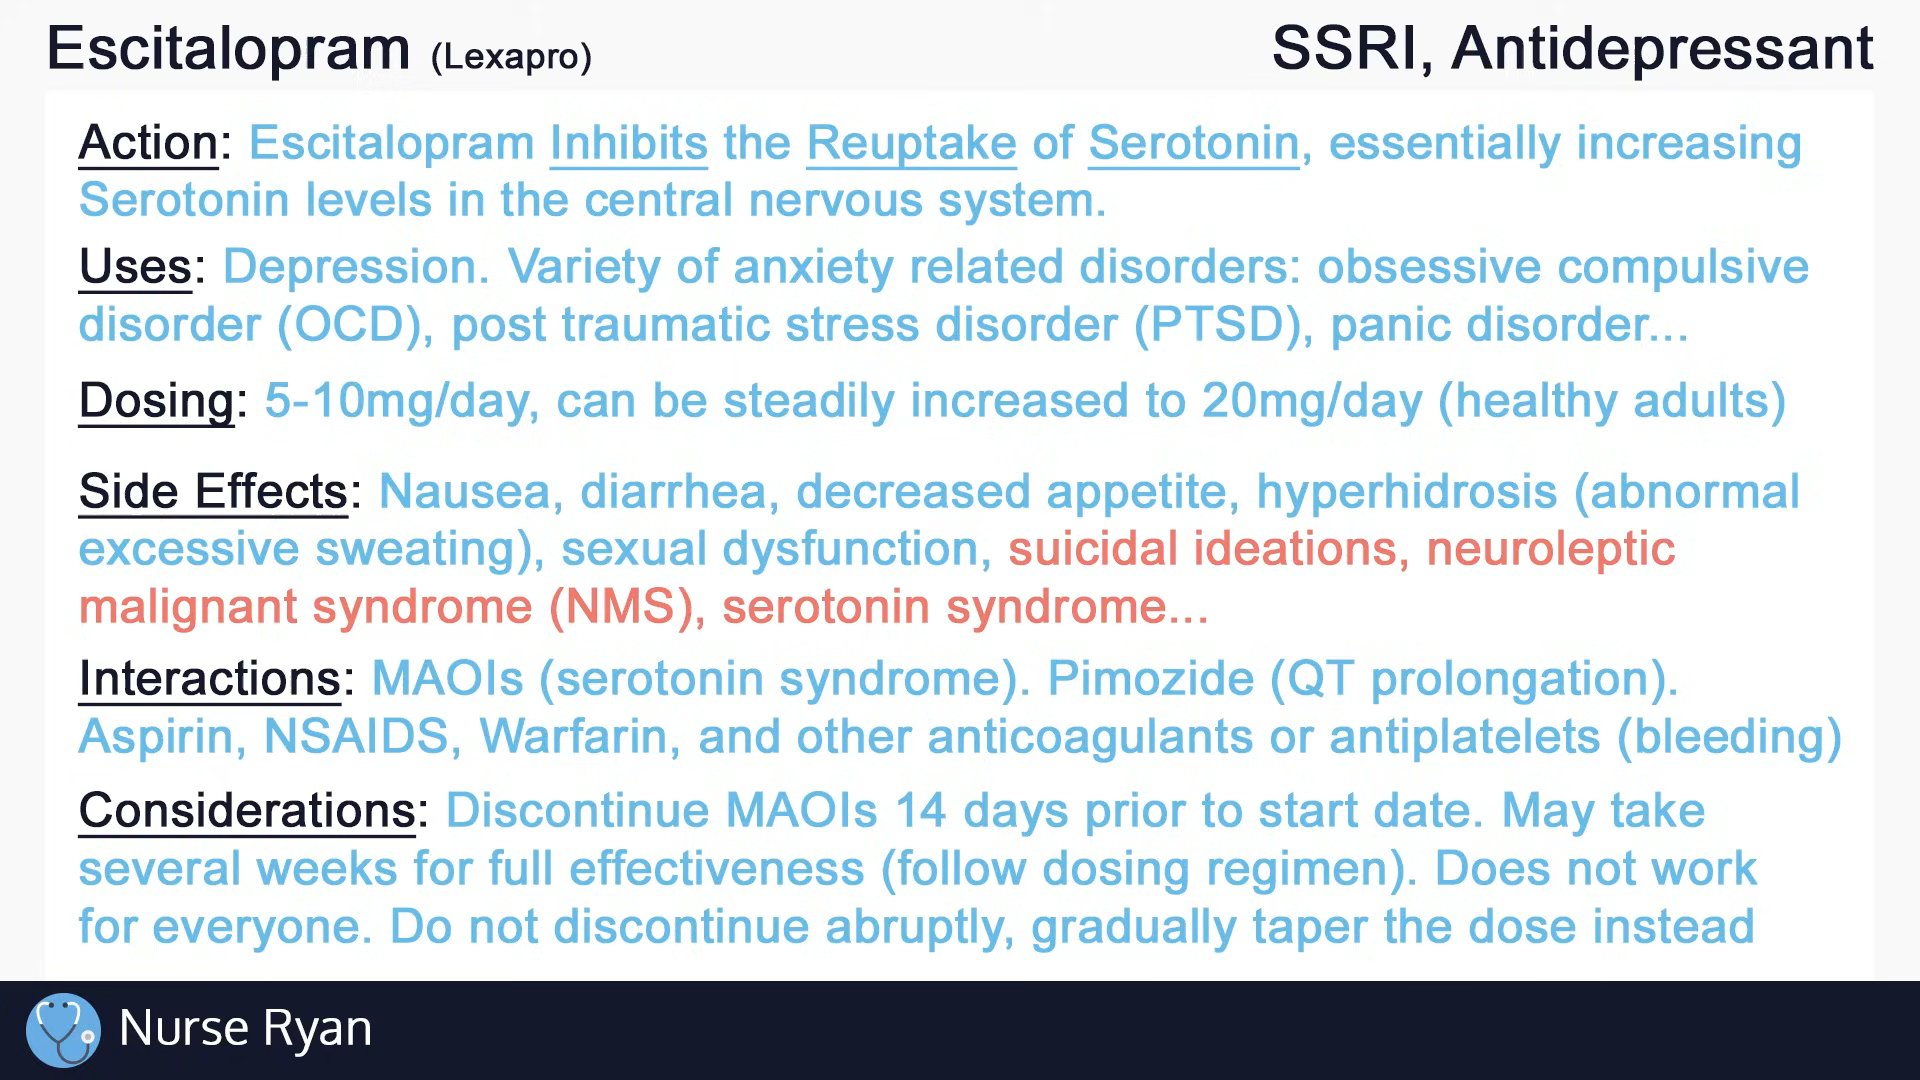 Escitalopram (Lexapro)
SSRI, Antidepressant
Action: Escitalopram Inhibits the Reuptake of Serotonin, essentially increasing
Serotonin levels in the central nervous system.
Uses: Depression. Variety of anxiety related disorders: obsessive compulsive
disorder (OCD), post traumatic stress disorder (PTSD), panic disorder...
Dosing: 5-10mg/day, can be steadily increased to 20mg/day (healthy adults)
Side Effects: Nausea, diarrhea, decreased appetite, hyperhidrosis (abnormal
excessive sweating), sexual dysfunction, suicidal ideations, neuroleptic
malignant syndrome (NMS), serotonin syndrome...
Interactions: MAOIs (serotonin syndrome). Pimozide (QT prolongation).
Aspirin, NSAIDS, Warfarin, and other anticoagulants or antiplatelets (bleeding)
Considerations: Discontinue MAOIs 14 days prior to start date. May take
several weeks for full effectiveness (follow dosing regimen). Does not work
for everyone. Do not discontinue abruptly, gradually taper the dose instead
Nurse Ryan